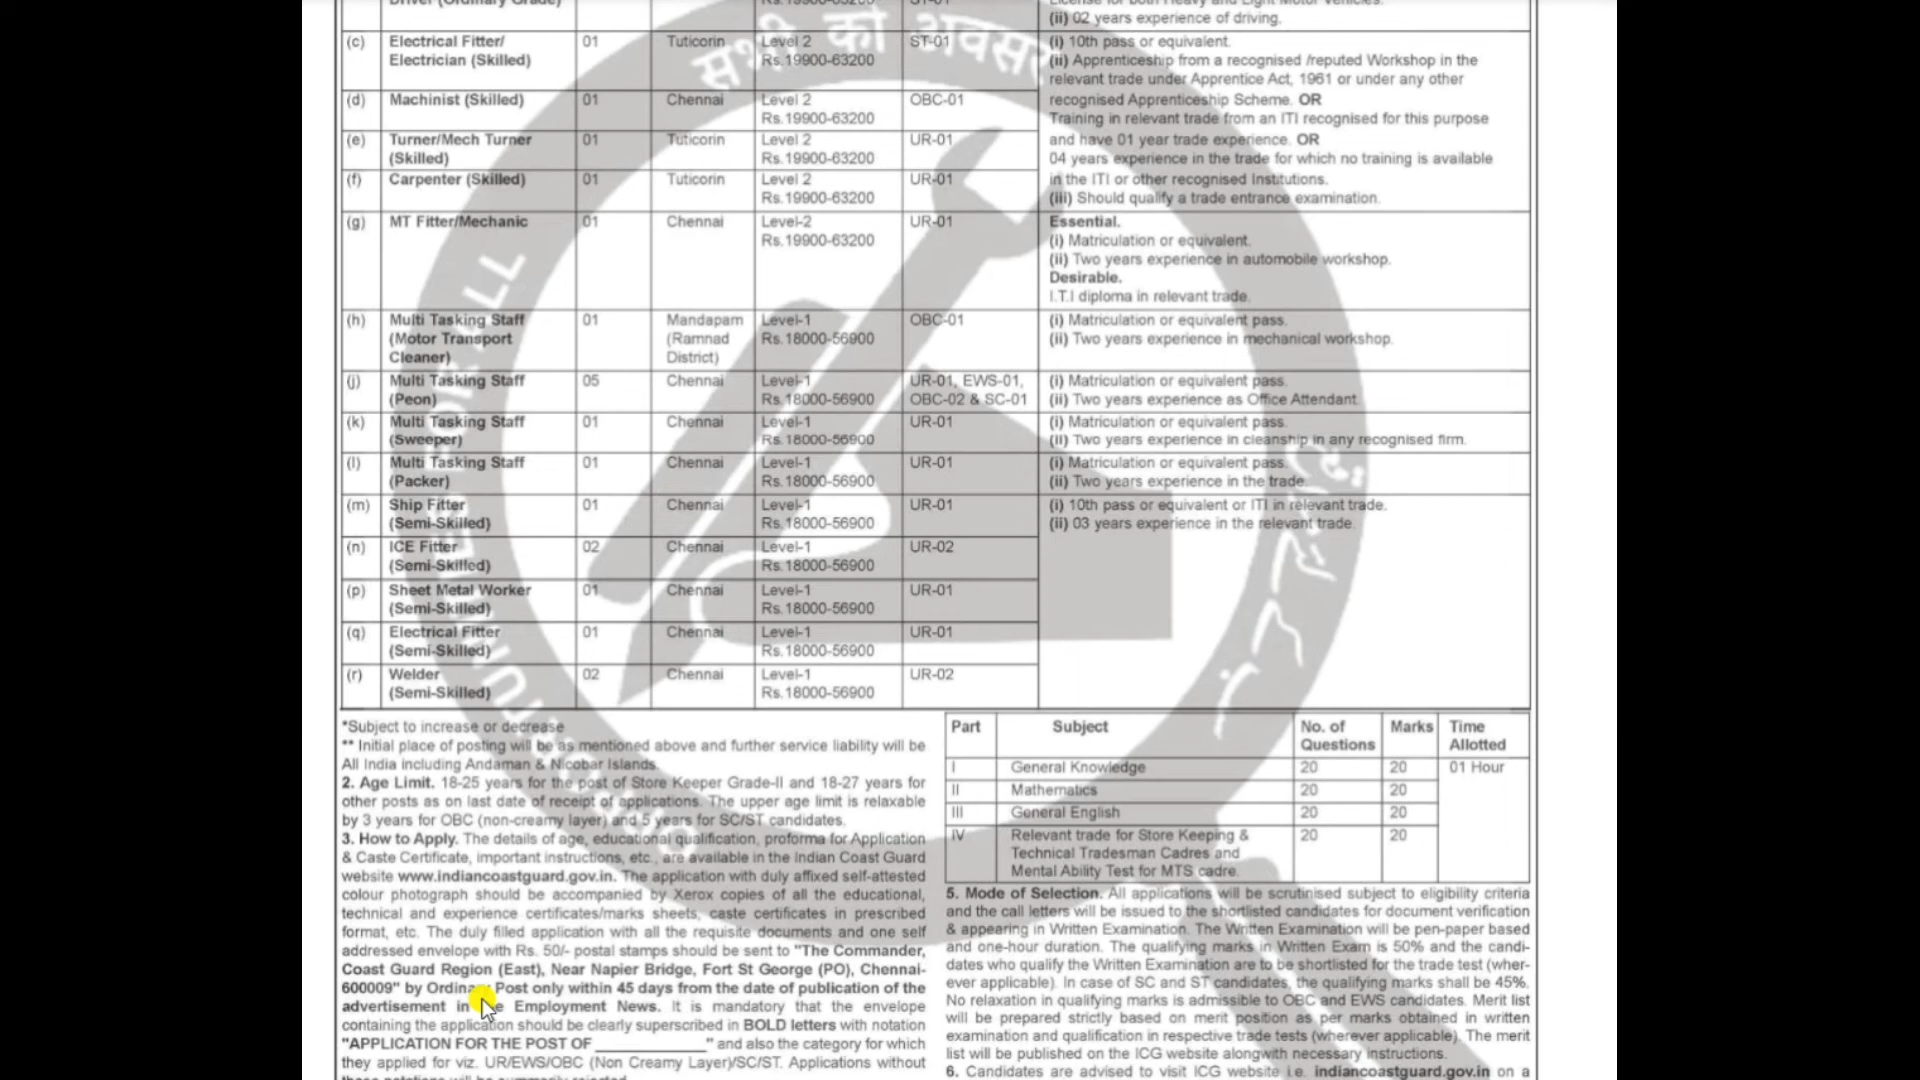 Driver (Ordinary Grade) Rs.19900-63200 ST-01 License for both Heavy and Light Motor Vehicles.
(ii) 02 years experience of driving.
(c) Electrical Fitter/ 01 Tuticorin Level 2 ST-01 (i) 10th pass or equivalent.
Electrician (Skilled) Rs.19900-63200 (ii) Apprenticeship from a recognised /reputed Workshop in the
relevant trade under Apprentice Act, 1961 or under any other
(d) Machinist (Skilled) 01 Chennai Level 2 OBC-01 recognised Apprenticeship Scheme. OR
Rs.19900-63200 Training in relevant trade from an ITI recognised for this purpose
(e) Turner/Mech Turner 01 Tuticorin Level 2 UR-01 and have 01 year trade experience. OR
(Skilled) Rs.19900-63200 04 years experience in the trade for which no training is available
(f) Carpenter (Skilled) 01 Tuticorin Level 2 UR-01 in the ITI or other recognised Institutions.
Rs.19900-63200 (iii) Should qualify a trade entrance examination.
(g) MT Fitter/Mechanic 01 Chennai Level-2 UR-01 Essential.
Rs.19900-63200 (i) Matriculation or equivalent.
(ii) Two years experience in automobile workshop.
Desirable.
I.T.I diploma in relevant trade.
(h) Multi Tasking Staff 01 Mandapam Level-1 OBC-01 (i) Matriculation or equivalent pass.
(Motor Transport (Ramnad Rs.18000-56900 (ii) Two years experience in mechanical workshop.
Cleaner) District)
(j) Multi Tasking Staff 05 Chennai Level-1 UR-01, EWS-01, (i) Matriculation or equivalent pass.
(Peon) Rs.18000-56900 OBC-02 & SC-01 (ii) Two years experience as Office Attendant.
(k) Multi Tasking Staff 01 Chennai Level-1 UR-01 (i) Matriculation or equivalent pass.
(Sweeper) Rs.18000-56900 (ii) Two years experience in cleanship in any recognised firm.
(l) Multi Tasking Staff 01 Chennai Level-1 UR-01 (i) Matriculation or equivalent pass.
(Packer) Rs.18000-56900 (ii) Two years experience in the trade.
(m) Ship Fitter 01 Chennai Level-1 UR-01 (i) 10th pass or equivalent or ITI in relevant trade.
(Semi-Skilled) Rs.18000-56900 (ii) 03 years experience in the relevant trade.
(n) ICE Fitter 02 Chennai Level-1 UR-02
(Semi-Skilled) Rs.18000-56900
(p) Sheet Metal Worker 01 Chennai Level-1 UR-01
(Semi-Skilled) Rs.18000-56900
(q) Electrical Fitter 01 Chennai Level-1 UR-01
(Semi-Skilled) Rs.18000-56900
(r) Welder 02 Chennai Level-1 UR-02
(Semi-Skilled) Rs.18000-56900
*Subject to increase or decrease
** Initial place of posting will be as mentioned above and further service liability will be
All India including Andaman & Nicobar Islands.
2. Age Limit. 18-25 years for the post of Store Keeper Grade-II and 18-27 years for
other posts as on last date of receipt of applications. The upper age limit is relaxable
by 3 years for OBC (non-creamy layer) and 5 years for SC/ST candidates.
3. How to Apply. The details of age, educational qualification, proforma for Application
& Caste Certificate, important instructions, etc., are available in the Indian Coast Guard
website www.indiancoastguard.gov.in. The application with duly affixed self-attested
colour photograph should be accompanied by Xerox copies of all the educational,
technical and experience certificates/marks sheets, caste certificates in prescribed
format, etc. The duly filled application with all the requisite documents and one self
addressed envelope with Rs. 50/- postal stamps should be sent to "The Commander,
Coast Guard Region (East), Near Napier Bridge, Fort St George (PO), Chennai-
600009" by Ordinary Post only within 45 days from the date of publication of the
advertisement in the Employment News. It is mandatory that the envelope
containing the application should be clearly superscribed in BOLD letters with notation
"APPLICATION FOR THE POST OF ____________" and also the category for which
they applied for viz. UR/EWS/OBC (Non Creamy Layer)/SC/ST. Applications without
these notations will be summarily rejected.
Part Subject No. of Marks Time
Questions Allotted
I General Knowledge 20 20 01 Hour
II Mathematics 20 20
III General English 20 20
IV Relevant trade for Store Keeping & 20 20
Technical Tradesman Cadres and
Mental Ability Test for MTS cadre.
5. Mode of Selection. All applications will be scrutinised subject to eligibility criteria
and the call letters will be issued to the shortlisted candidates for document verification
& appearing in Written Examination. The Written Examination will be pen-paper based
and one-hour duration. The qualifying marks in Written Exam is 50% and the candi-
dates who qualify the Written Examination are to be shortlisted for the trade test (wher-
ever applicable). In case of SC and ST candidates, the qualifying marks shall be 45%.
No relaxation in qualifying marks is admissible to OBC and EWS candidates. Merit list
will be prepared strictly based on merit position as per marks obtained in written
examination and qualification in respective trade tests (wherever applicable). The merit
list will be published on the ICG website alongwith necessary instructions.
6. Candidates are advised to visit ICG website i.e. indiancoastguard.gov.in on a
सभी को अवसर
FOR ALL